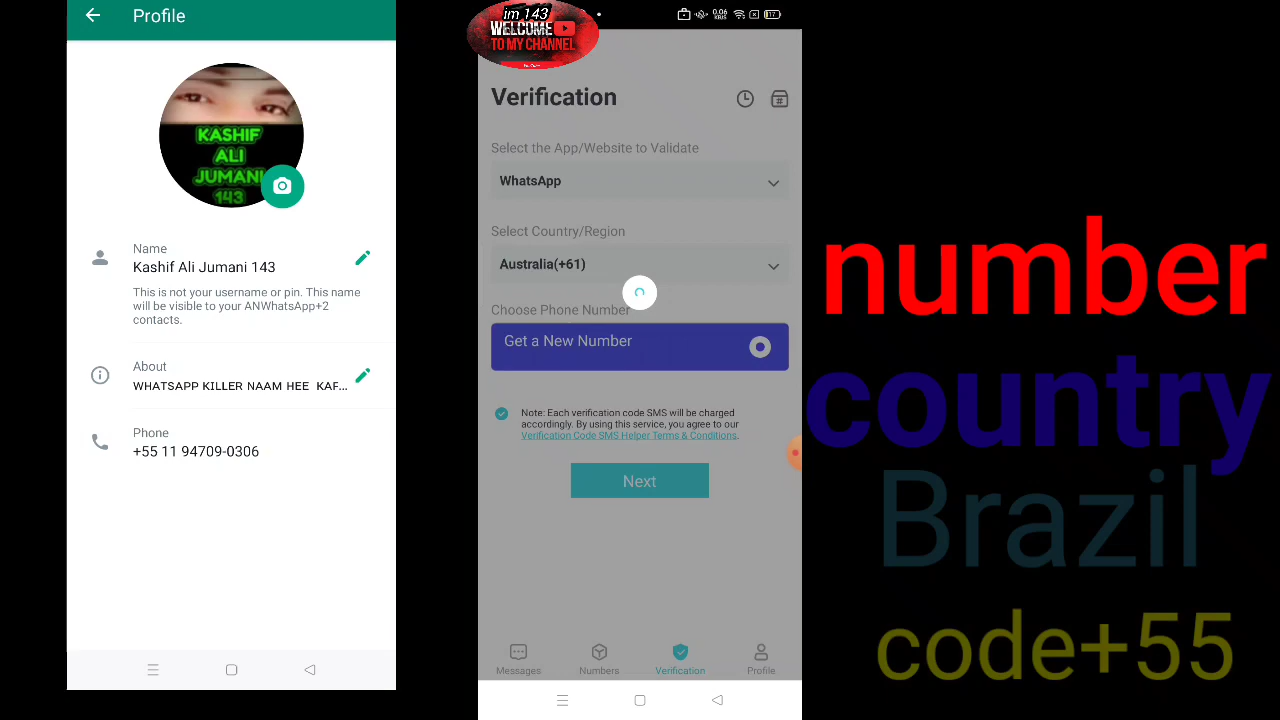 Profile
KASHIF
ALI
JUMANI
143
Name
Kashif Ali Jumani 143
This is not your username or pin. This name
will be visible to your ANWhatsApp+2
contacts.
About
WHATSAPP KILLER NAAM HEE KAF...
Phone
+55 11 94709-0306
im 143
WELCOME
TO MY CHANNEL
YouTube
0.06
KB/S
17
Verification
Select the App/Website to Validate
WhatsApp
Select Country/Region
Australia(+61)
Choose Phone Number
Get a New Number
Note: Each verification code SMS will be charged
accordingly. By using this service, you agree to our
Verification Code SMS Helper Terms & Conditions.
Next
Messages
Numbers
Verification
Profile
number
country
Brazil
code+55